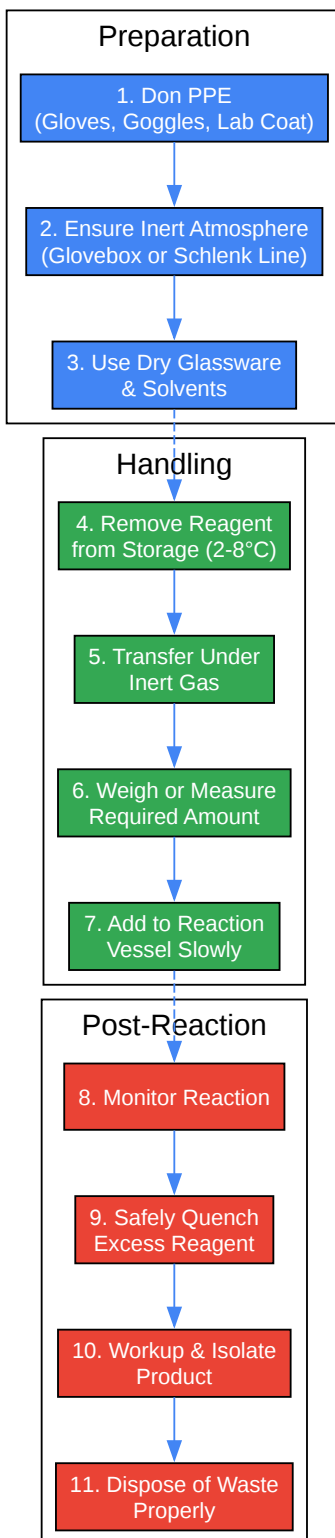 Preparation
1. Don PPE
(Gloves, Goggles, Lab Coat)
2. Ensure Inert Atmosphere
(Glovebox or Schlenk Line)
3. Use Dry Glassware
& Solvents
Handling
4. Remove Reagent
from Storage (2-8°C)
5. Transfer Under
Inert Gas
6. Weigh or Measure
Required Amount
7. Add to Reaction
Vessel Slowly
Post-Reaction
8. Monitor Reaction
9. Safely Quench
Excess Reagent
10. Workup & Isolate
Product
11. Dispose of Waste
Properly